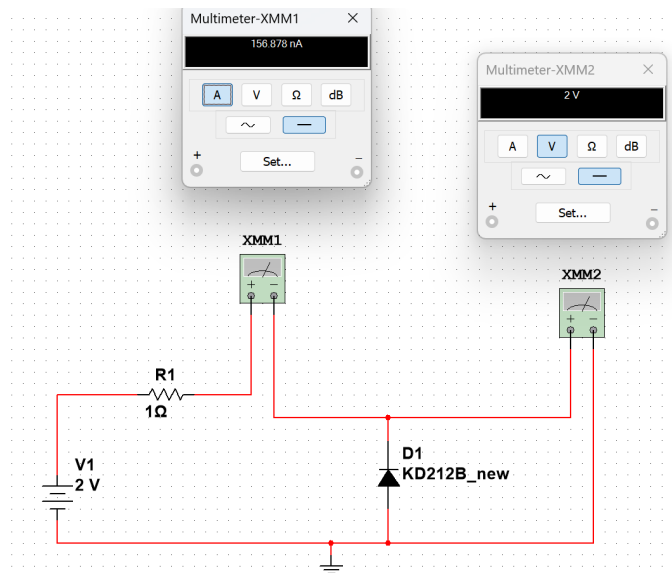 Multimeter-XMM1
156.878 nA
A V Ω dB
~ —
+ Set... −
Multimeter-XMM2
2 V
A V Ω dB
~ —
+ Set... −
XMM1
+ −
XMM2
+ −
R1
1Ω
V1
2 V
D1
KD212B_new